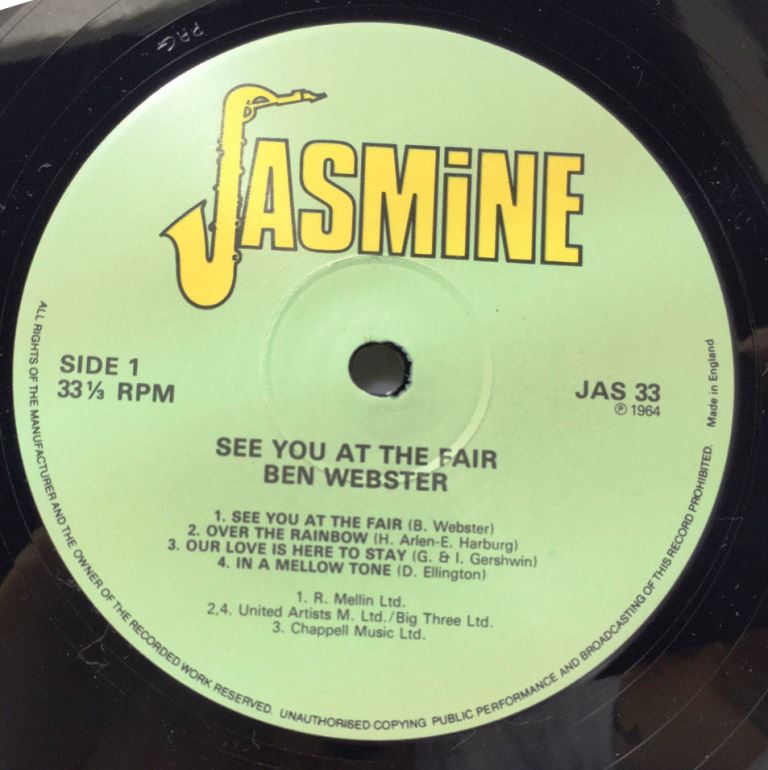 PRG
JASMiNE
SIDE 1
33⅓ RPM
JAS 33
℗ 1964
Made in England
SEE YOU AT THE FAIR
BEN WEBSTER
1. SEE YOU AT THE FAIR (B. Webster)
2. OVER THE RAINBOW (H. Arlen-E. Harburg)
3. OUR LOVE IS HERE TO STAY (G. & I. Gershwin)
4. IN A MELLOW TONE (D. Ellington)
1. R. Mellin Ltd.
2,4. United Artists M. Ltd./Big Three Ltd.
3. Chappell Music Ltd.
ALL RIGHTS OF THE MANUFACTURER AND THE OWNER OF THE RECORDED WORK RESERVED. UNAUTHORISED COPYING PUBLIC PERFORMANCE AND BROADCASTING OF THIS RECORD PROHIBITED.